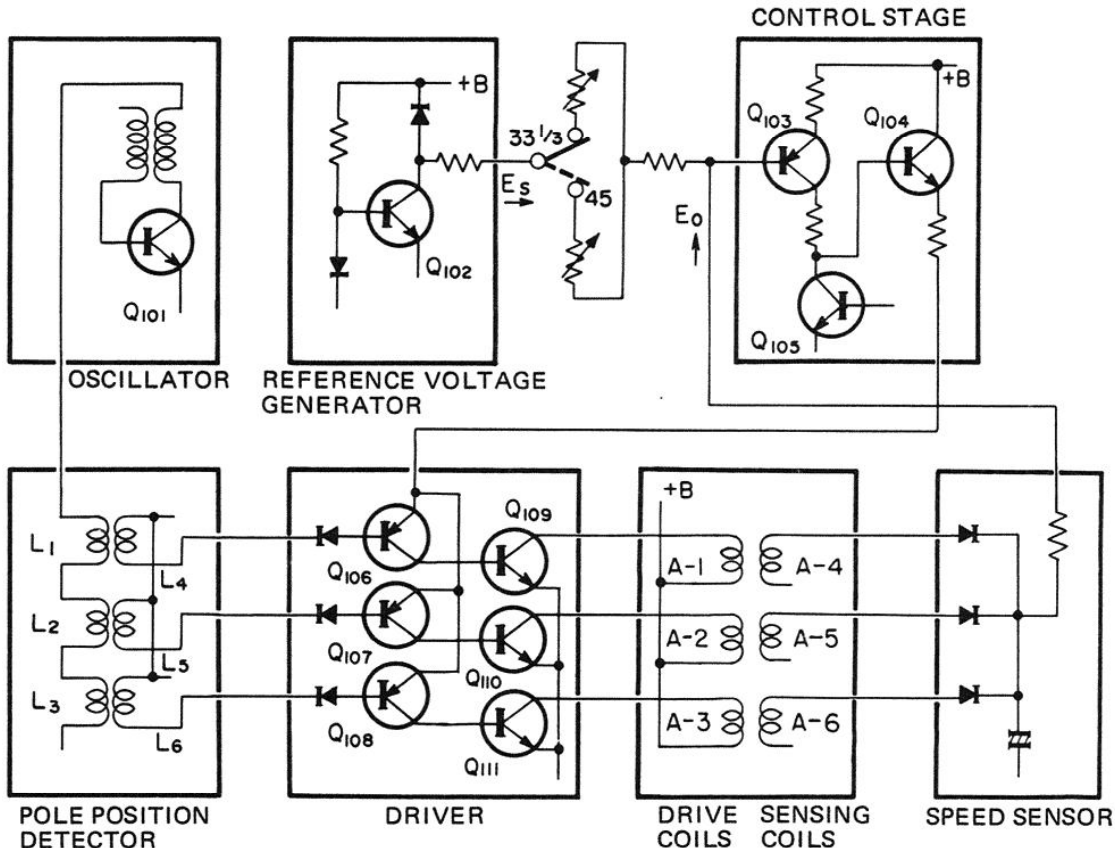 CONTROL STAGE
+B
Q103
Q104
33 1/3
Es
45
Eo
Q102
Q101
Q105
+B
OSCILLATOR
REFERENCE VOLTAGE
GENERATOR
+B
Q109
L1
L4
Q106
A-1
A-4
L2
L5
Q107
Q110
A-2
A-5
L3
L6
Q108
Q111
A-3
A-6
POLE POSITION
DETECTOR
DRIVER
DRIVE
COILS
SENSING
COILS
SPEED SENSOR